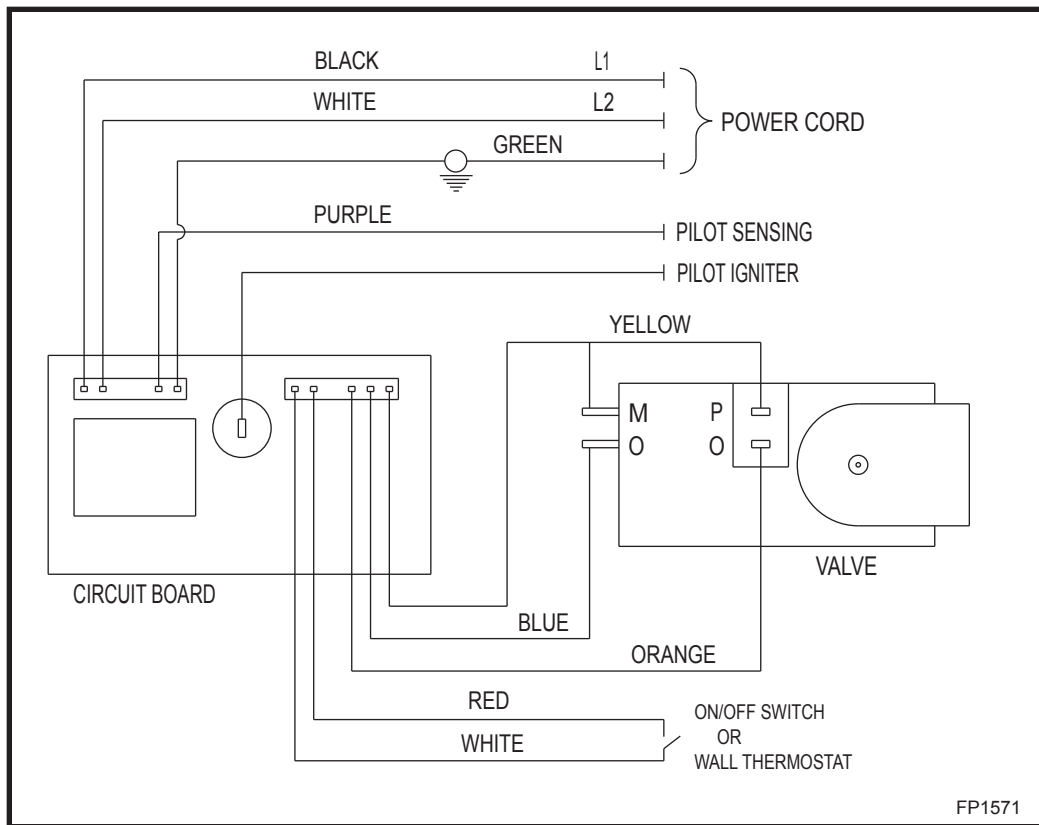 BLACK
L1
WHITE
L2
GREEN
POWER CORD
PURPLE
PILOT SENSING
PILOT IGNITER
YELLOW
M
P
O
O
VALVE
CIRCUIT BOARD
BLUE
ORANGE
RED
WHITE
ON/OFF SWITCH
OR
WALL THERMOSTAT
FP1571